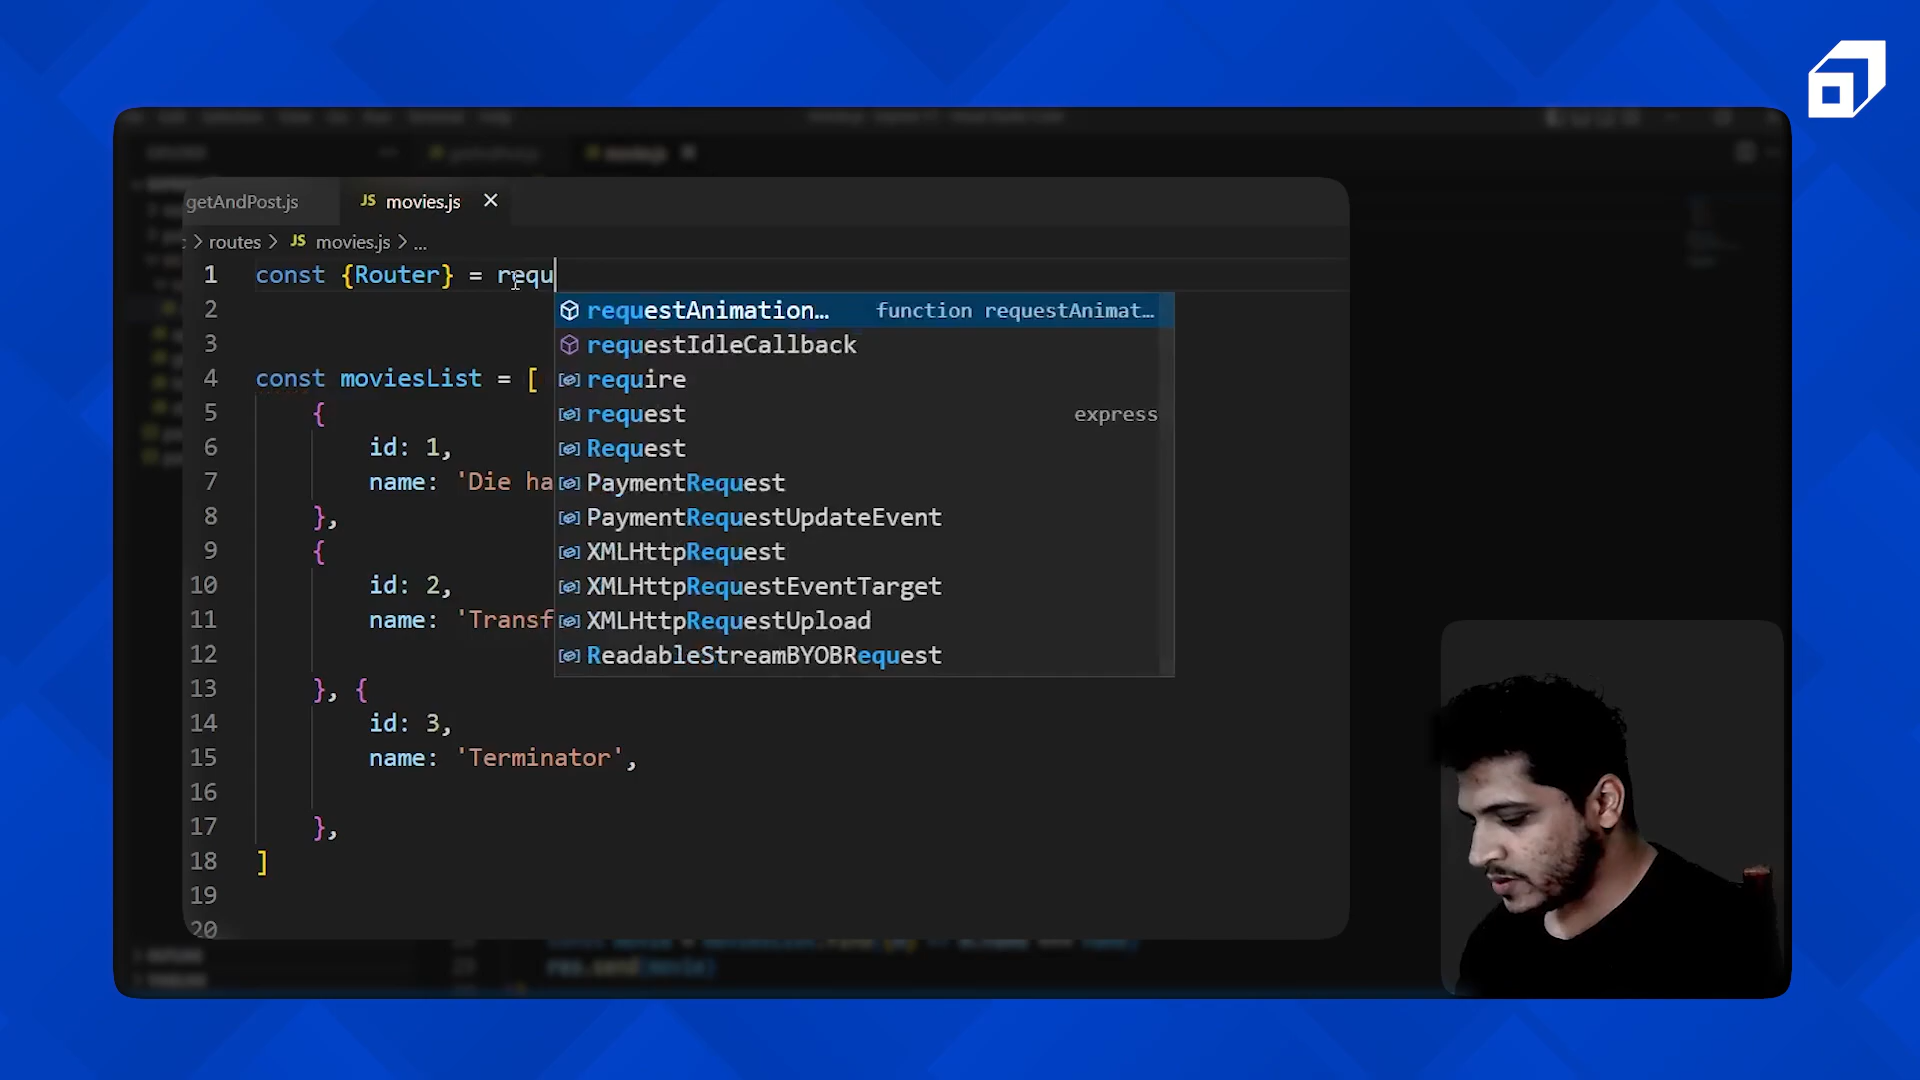 getAndPost.js JS movies.js
routes > JS movies.js > ...
1 const {Router} = requ
2
3
4 const moviesList = [
5 {
6 id: 1,
7 name: 'Die ha
8 },
9 {
10 id: 2,
11 name: 'Transf
12
13 }, {
14 id: 3,
15 name: 'Terminator',
16
17 },
18 ]
19
20
requestAnimation... function requestAnimat...
requestIdleCallback
require
request express
Request
PaymentRequest
PaymentRequestUpdateEvent
XMLHttpRequest
XMLHttpRequestEventTarget
XMLHttpRequestUpload
ReadableStreamBYOBRequest
res.send(movie)